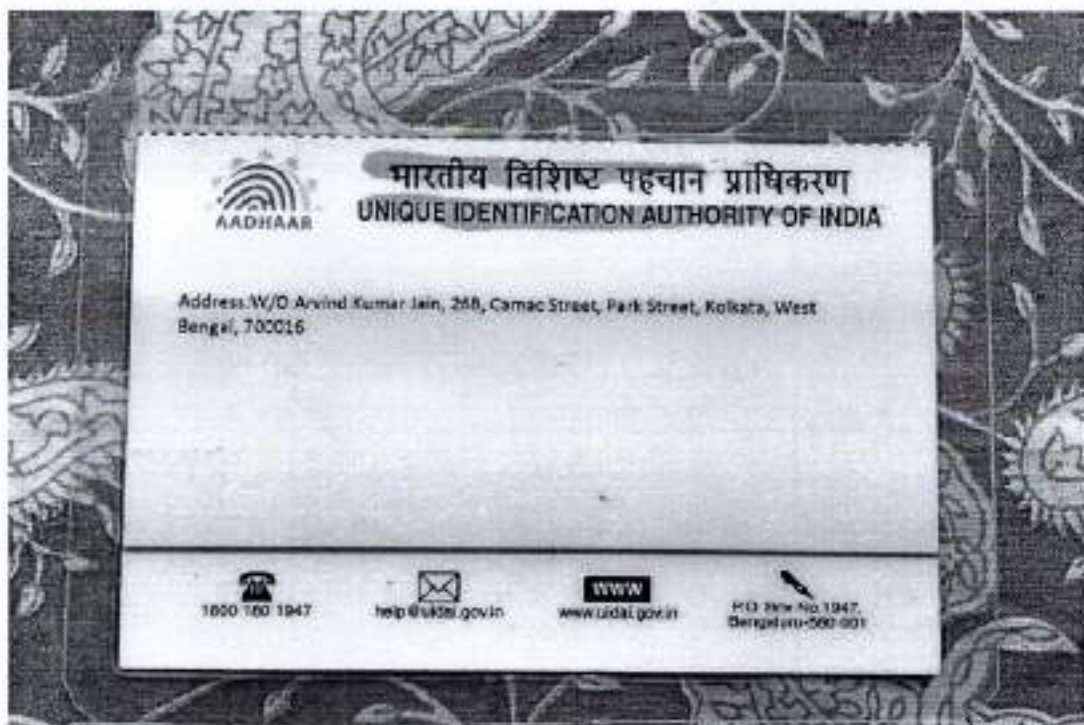 भारतीय विशिष्ट पहचान प्राधिकरण
AADHAAR
UNIQUE IDENTIFICATION AUTHORITY OF INDIA
Address:W/O Arvind Kumar Jain, 26B, Camac Street, Park Street, Kolkata, West
Bengal, 700016
1800 180 1947
help@uidai.gov.in
WWW
www.uidai.gov.in
P.O. Box No.1947,
Bengaluru-560 001